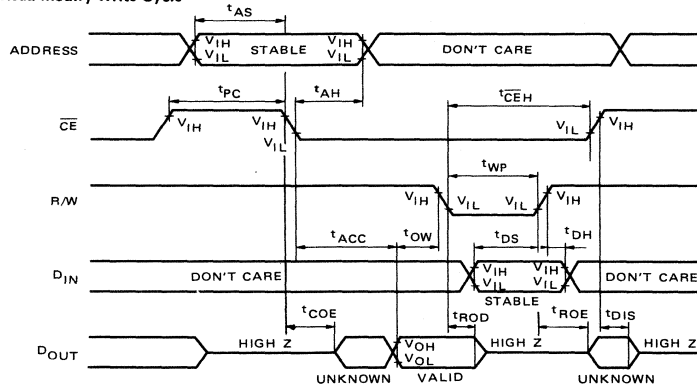 Read Modify Write Cycle
tAS
ADDRESS VIH VIL STABLE VIH VIL DON'T CARE
tPC tAH tCEH
CE VIH VIH VIL VIL VIH
tWP
R/W VIH VIL VIL VIH
tACC tOW tDS tDH
DIN DON'T CARE VIH VIL STABLE VIH VIL DON'T CARE
tCOE tROD tROE tDIS
DOUT HIGH Z UNKNOWN VOH VOL VALID HIGH Z UNKNOWN HIGH Z